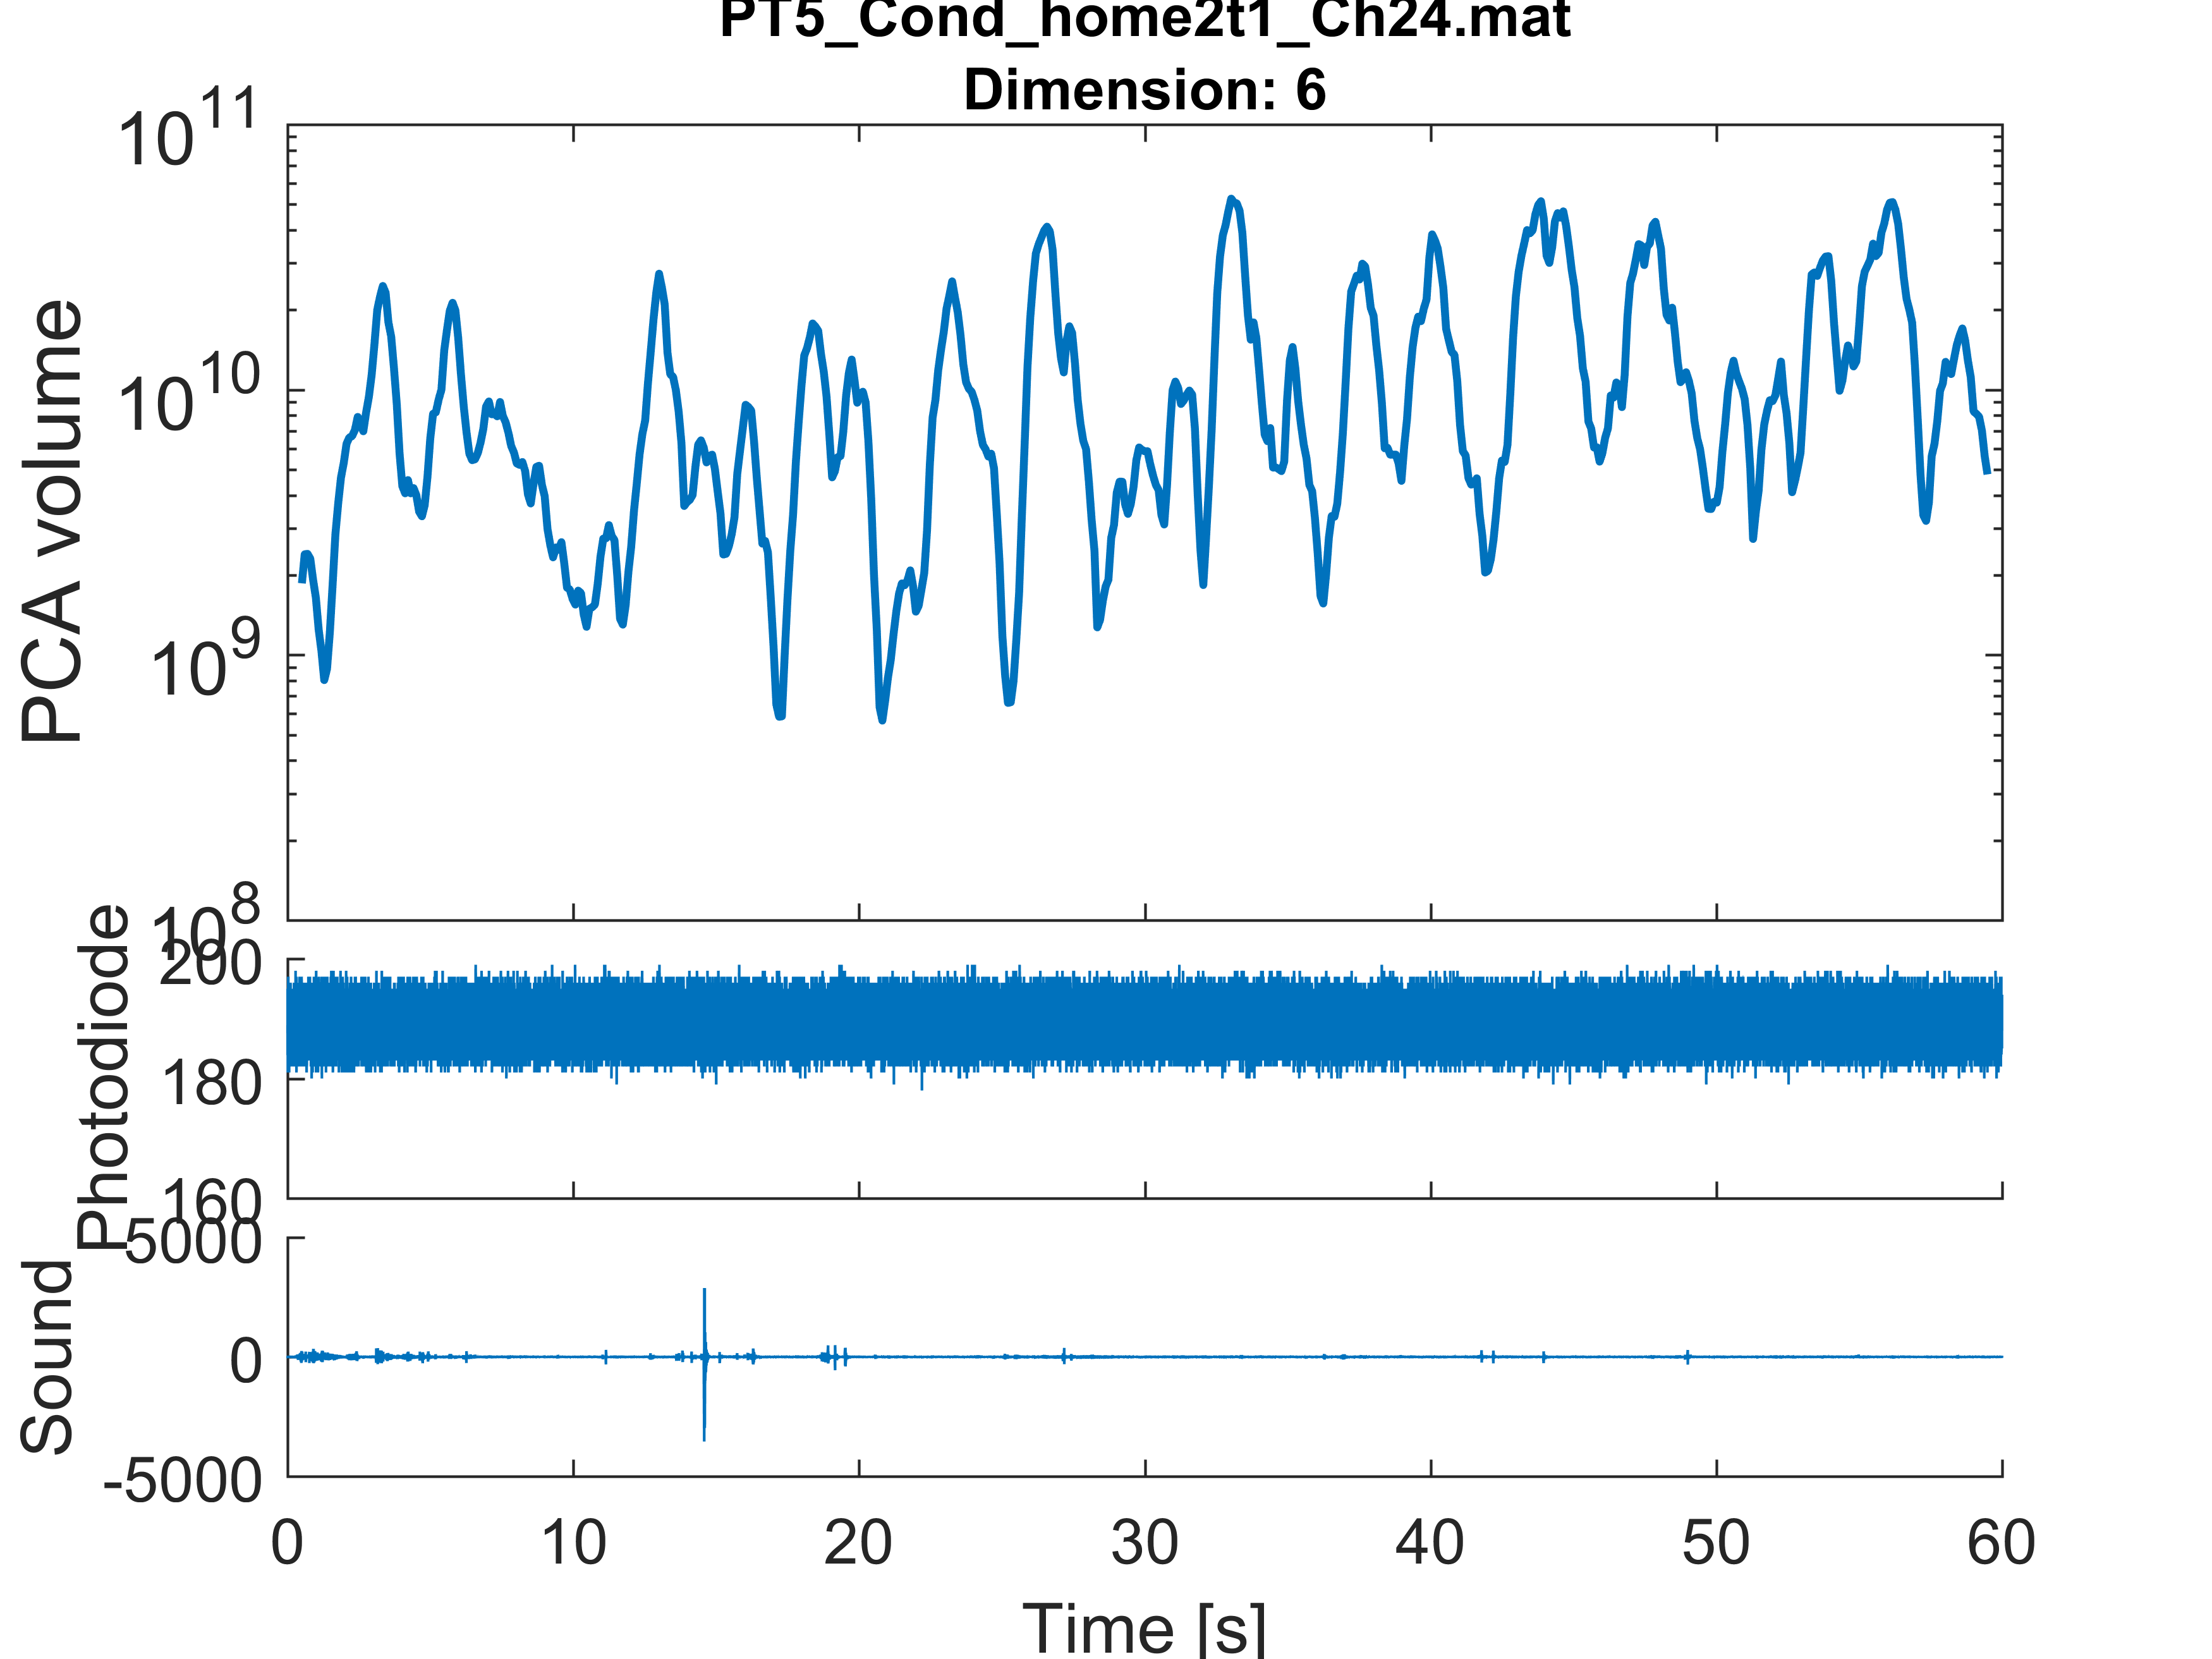 PT5_Cond_home2t1_Ch24.mat
Dimension: 6
PCA volume
10^11
10^10
10^9
10^8
Photodiode
200
180
160
Sound
5000
0
-5000
0 10 20 30 40 50 60
Time [s]